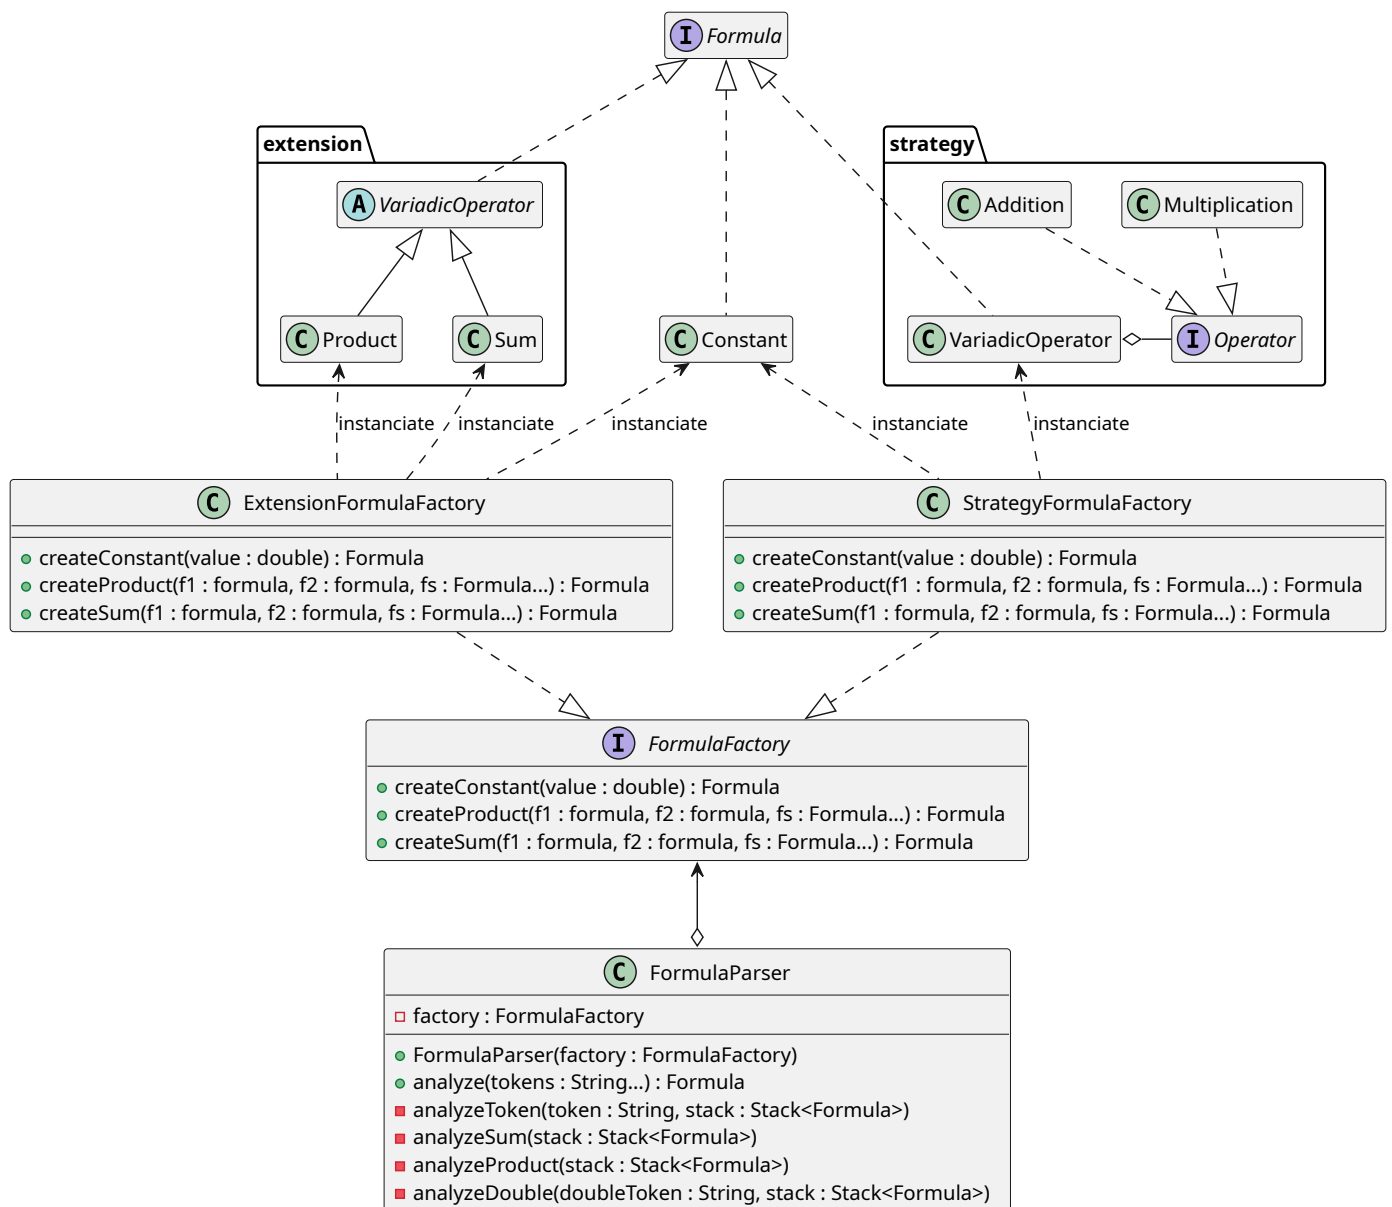 I Formula
extension
strategy
A VariadicOperator
C Addition
C Multiplication
C Product
C Sum
C Constant
C VariadicOperator
I Operator
instanciate
instanciate
instanciate
instanciate
instanciate
C ExtensionFormulaFactory
createConstant(value : double) : Formula
createProduct(f1 : formula, f2 : formula, fs : Formula...) : Formula
createSum(f1 : formula, f2 : formula, fs : Formula...) : Formula
C StrategyFormulaFactory
createConstant(value : double) : Formula
createProduct(f1 : formula, f2 : formula, fs : Formula...) : Formula
createSum(f1 : formula, f2 : formula, fs : Formula...) : Formula
I FormulaFactory
createConstant(value : double) : Formula
createProduct(f1 : formula, f2 : formula, fs : Formula...) : Formula
createSum(f1 : formula, f2 : formula, fs : Formula...) : Formula
C FormulaParser
factory : FormulaFactory
FormulaParser(factory : FormulaFactory)
analyze(tokens : String...) : Formula
analyzeToken(token : String, stack : Stack<Formula>)
analyzeSum(stack : Stack<Formula>)
analyzeProduct(stack : Stack<Formula>)
analyzeDouble(doubleToken : String, stack : Stack<Formula>)